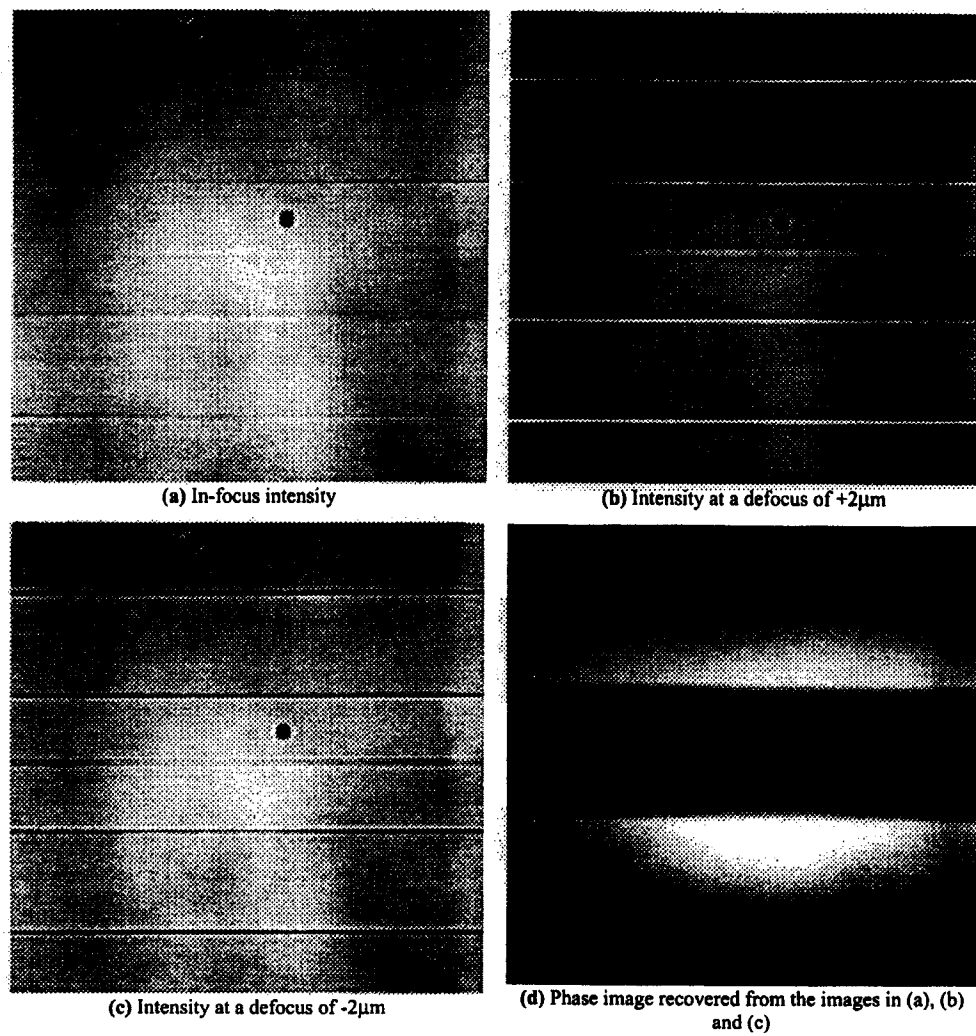 (a) In-focus intensity
(b) Intensity at a defocus of +2μm
(c) Intensity at a defocus of -2μm
(d) Phase image recovered from the images in (a), (b)
and (c)